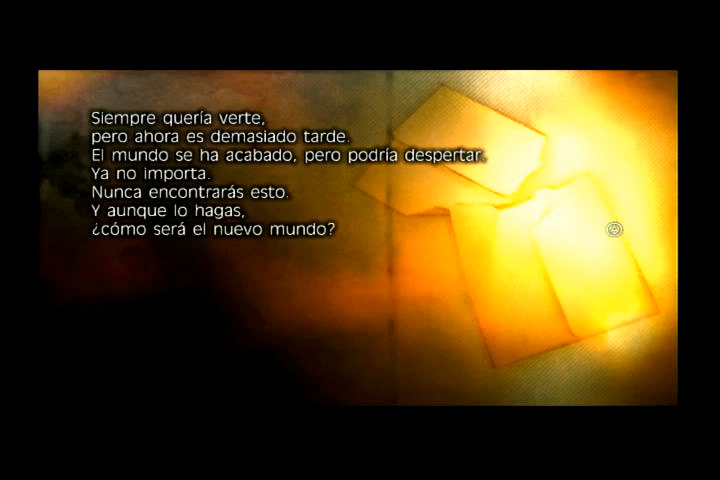 Siempre quería verte,
pero ahora es demasiado tarde.
El mundo se ha acabado, pero podría despertar.
Ya no importa.
Nunca encontrarás esto.
Y aunque lo hagas,
¿cómo será el nuevo mundo?